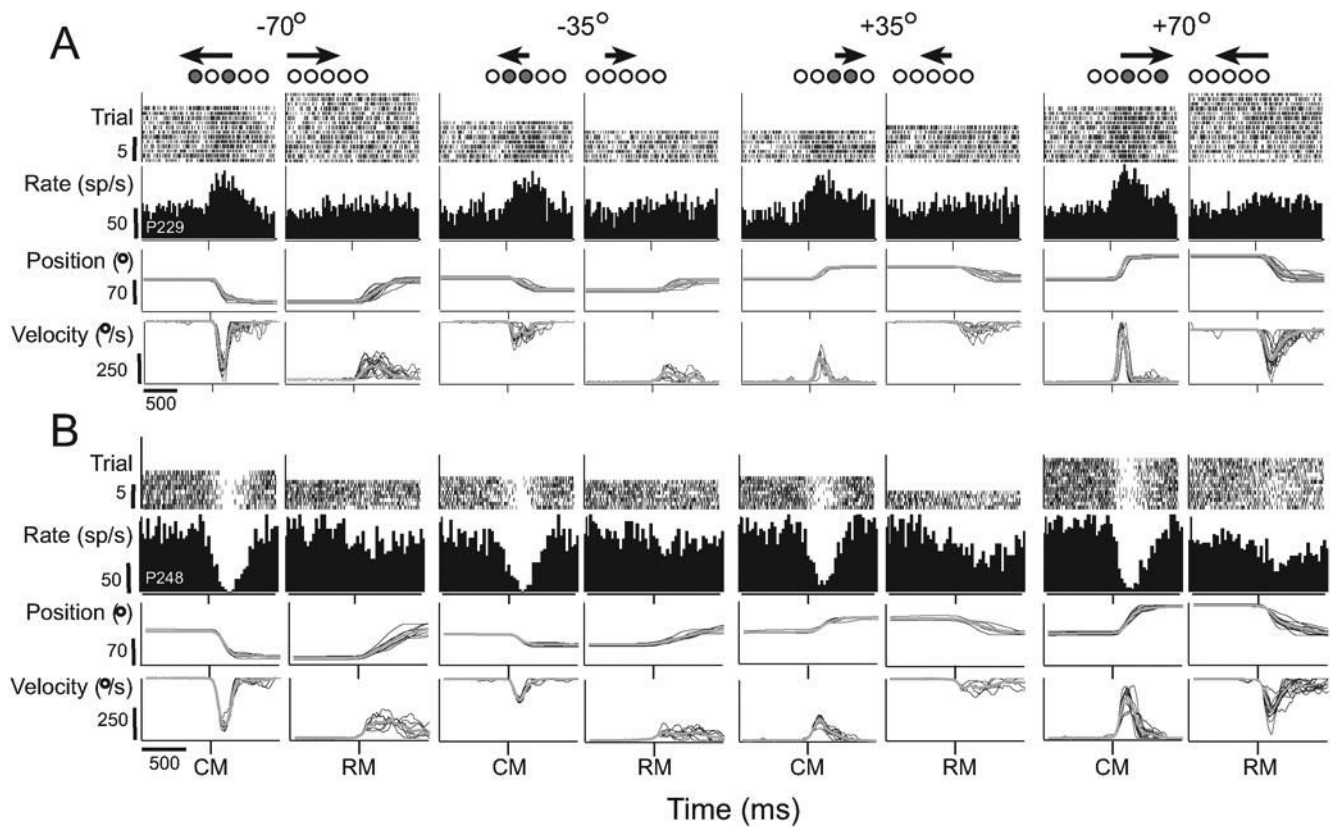 A
-70° -35° +35° +70°
Trial
5
Rate (sp/s)
50
P229
Position (°)
70
Velocity (°/s)
250
500
B
Trial
5
Rate (sp/s)
50
P248
Position (°)
70
Velocity (°/s)
250
500 CM RM CM RM CM RM CM RM
Time (ms)